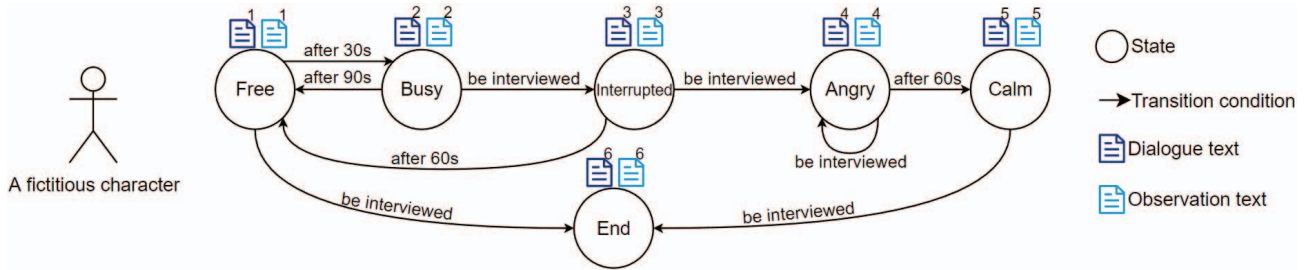 1 1
2 2
3 3
4 4
5 5
after 30s
after 90s
Free
Busy
be interviewed
Interrupted
be interviewed
Angry
after 60s
Calm
State
Transition condition
after 60s
be interviewed
6 6
Dialogue text
A fictitious character
be interviewed
be interviewed
Observation text
End